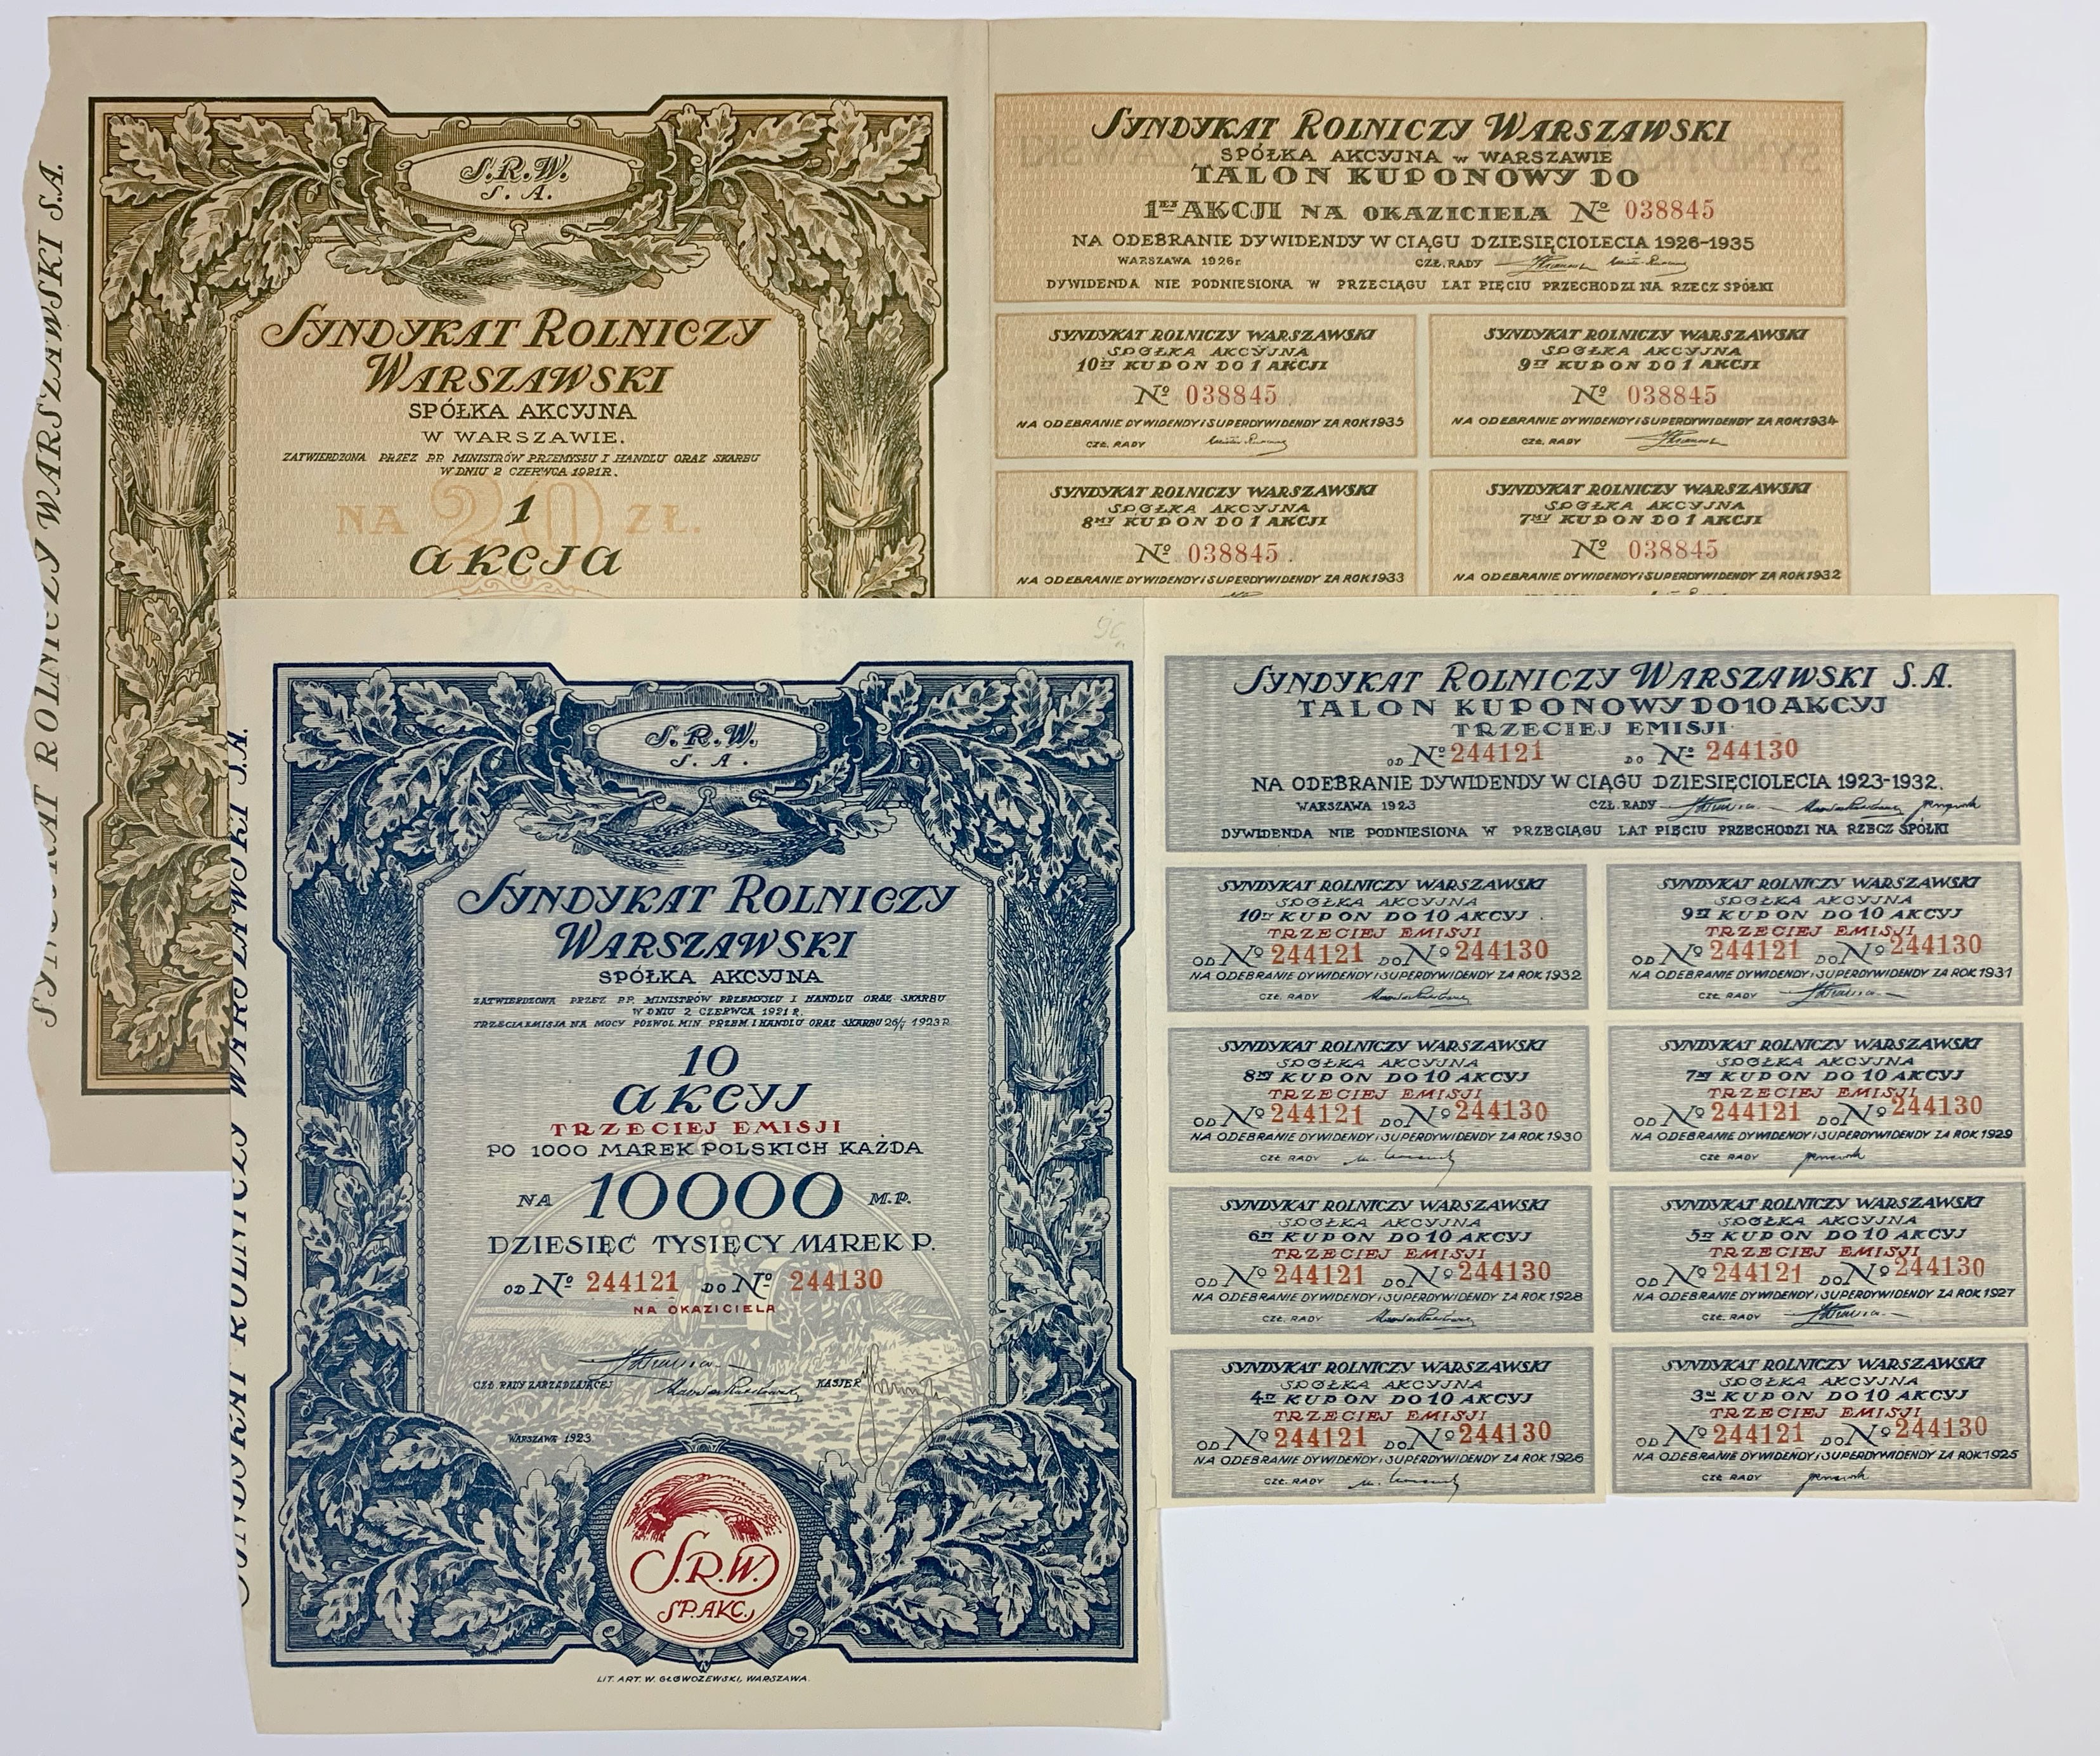 SYNDYKAT ROLNICZY WARSZAWSKI S.A.
S.R.W.
S. A.
SYNDYKAT ROLNICZY
WARSZAWSKI
SPÓŁKA AKCYJNA
W WARSZAWIE.
ZATWIERDZONA PRZEZ PP. MINISTRÓW PRZEMYSŁU I HANDLU ORAZ SKARBU
W DNIU 2 CZERWCA 1921 R.
NA 20 ZŁ.
1
AKCJA
SYNDYKAT ROLNICZY WARSZAWSKI
SPÓŁKA AKCYJNA w WARSZAWIE
TALON KUPONOWY DO
1EJ AKCJI NA OKAZICIELA No 038845
NA ODEBRANIE DYWIDENDY W CIĄGU DZIESIĘCIOLECIA 1926-1935
WARSZAWA 1926 r. CZŁ. RADY
DYWIDENDA NIE PODNIESIONA W PRZECIĄGU LAT PIĘCIU PRZECHODZI NA RZECZ SPÓŁKI
SYNDYKAT ROLNICZY WARSZAWSKI
SPÓŁKA AKCYJNA
10TY KUPON DO 1 AKCJI
No 038845
NA ODEBRANIE DYWIDENDY I SUPERDYWIDENDY ZA ROK 1935
CZŁ. RADY
SYNDYKAT ROLNICZY WARSZAWSKI
SPÓŁKA AKCYJNA
9TY KUPON DO 1 AKCJI
No 038845
NA ODEBRANIE DYWIDENDY I SUPERDYWIDENDY ZA ROK 1934
CZŁ. RADY
SYNDYKAT ROLNICZY WARSZAWSKI
SPÓŁKA AKCYJNA
8MY KUPON DO 1 AKCJI
No 038845
NA ODEBRANIE DYWIDENDY I SUPERDYWIDENDY ZA ROK 1933
SYNDYKAT ROLNICZY WARSZAWSKI
SPÓŁKA AKCYJNA
7MY KUPON DO 1 AKCJI
No 038845
NA ODEBRANIE DYWIDENDY I SUPERDYWIDENDY ZA ROK 1932
SYNDYKAT ROLNICZY WARSZAWSKI S.A.
S.R.W.
S. A.
SYNDYKAT ROLNICZY
WARSZAWSKI
SPÓŁKA AKCYJNA
ZATWIERDZONA PRZEZ PP. MINISTRÓW PRZEMYSŁU I HANDLU ORAZ SKARBU
W DNIU 2 CZERWCA 1921 R.
TRZECIA EMISJA NA MOCY POZWOL. MIN. PRZEM. I HANDLU ORAZ SKARBU 26/V 1923 R.
10
AKCYJ
TRZECIEJ EMISJI
PO 1000 MAREK POLSKICH KAŻDA
NA 10000 M.P.
DZIESIĘĆ TYSIĘCY MAREK P.
OD No 244121 DO No 244130
NA OKAZICIELA
CZŁ. RADY ZARZĄDZAJĄCEJ KASJER
WARSZAWA 1923
S.R.W.
SP. AKC.
LIT. ART. W. GŁÓWCZEWSKI, WARSZAWA.
SYNDYKAT ROLNICZY WARSZAWSKI S.A.
TALON KUPONOWY DO 10 AKCYJ
TRZECIEJ EMISJI
OD No 244121 DO No 244130
NA ODEBRANIE DYWIDENDY W CIĄGU DZIESIĘCIOLECIA 1923-1932.
WARSZAWA 1923 CZŁ. RADY
DYWIDENDA NIE PODNIESIONA W PRZECIĄGU LAT PIĘCIU PRZECHODZI NA RZECZ SPÓŁKI
SYNDYKAT ROLNICZY WARSZAWSKI
SPÓŁKA AKCYJNA
10TY KUPON DO 10 AKCYJ
TRZECIEJ EMISJI
OD No 244121 DO No 244130
NA ODEBRANIE DYWIDENDY I SUPERDYWIDENDY ZA ROK 1932
CZŁ. RADY
SYNDYKAT ROLNICZY WARSZAWSKI
SPÓŁKA AKCYJNA
9TY KUPON DO 10 AKCYJ
TRZECIEJ EMISJI
OD No 244121 DO No 244130
NA ODEBRANIE DYWIDENDY I SUPERDYWIDENDY ZA ROK 1931
CZŁ. RADY
SYNDYKAT ROLNICZY WARSZAWSKI
SPÓŁKA AKCYJNA
8MY KUPON DO 10 AKCYJ
TRZECIEJ EMISJI
OD No 244121 DO No 244130
NA ODEBRANIE DYWIDENDY I SUPERDYWIDENDY ZA ROK 1930
CZŁ. RADY
SYNDYKAT ROLNICZY WARSZAWSKI
SPÓŁKA AKCYJNA
7MY KUPON DO 10 AKCYJ
TRZECIEJ EMISJI
OD No 244121 DO No 244130
NA ODEBRANIE DYWIDENDY I SUPERDYWIDENDY ZA ROK 1929
CZŁ. RADY
SYNDYKAT ROLNICZY WARSZAWSKI
SPÓŁKA AKCYJNA
6TY KUPON DO 10 AKCYJ
TRZECIEJ EMISJI
OD No 244121 DO No 244130
NA ODEBRANIE DYWIDENDY I SUPERDYWIDENDY ZA ROK 1928
CZŁ. RADY
SYNDYKAT ROLNICZY WARSZAWSKI
SPÓŁKA AKCYJNA
5TY KUPON DO 10 AKCYJ
TRZECIEJ EMISJI
OD No 244121 DO No 244130
NA ODEBRANIE DYWIDENDY I SUPERDYWIDENDY ZA ROK 1927
CZŁ. RADY
SYNDYKAT ROLNICZY WARSZAWSKI
SPÓŁKA AKCYJNA
4TY KUPON DO 10 AKCYJ
TRZECIEJ EMISJI
OD No 244121 DO No 244130
NA ODEBRANIE DYWIDENDY I SUPERDYWIDENDY ZA ROK 1926
CZŁ. RADY
SYNDYKAT ROLNICZY WARSZAWSKI
SPÓŁKA AKCYJNA
3CI KUPON DO 10 AKCYJ
TRZECIEJ EMISJI
OD No 244121 DO No 244130
NA ODEBRANIE DYWIDENDY I SUPERDYWIDENDY ZA ROK 1925
CZŁ. RADY